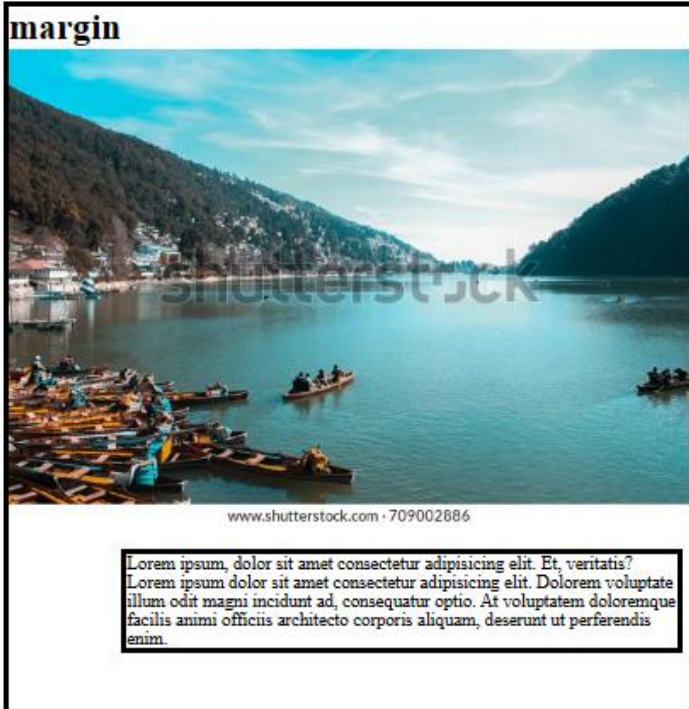 margin
shutterstock
www.shutterstock.com · 709002886
Lorem ipsum, dolor sit amet consectetur adipisicing elit. Et, veritatis?
Lorem ipsum dolor sit amet consectetur adipisicing elit. Dolorem voluptate
illum odit magni incidunt ad, consequatur optio. At voluptatem doloremque
facilis animi officiis architecto corporis aliquam, deserunt ut perferendis
enim.